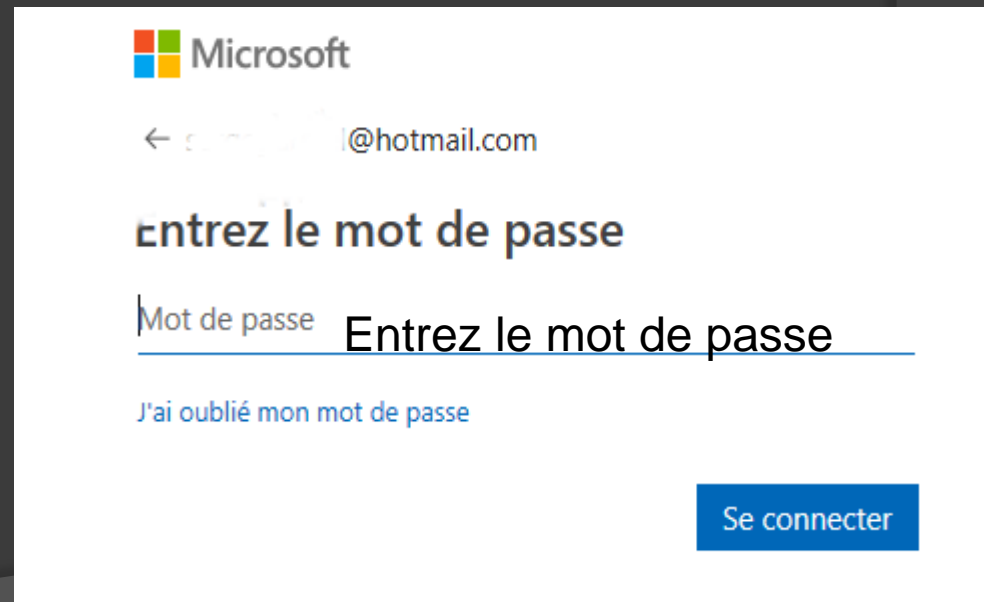 Microsoft
← @hotmail.com
Entrez le mot de passe
Mot de passe
Entrez le mot de passe
J'ai oublié mon mot de passe
Se connecter